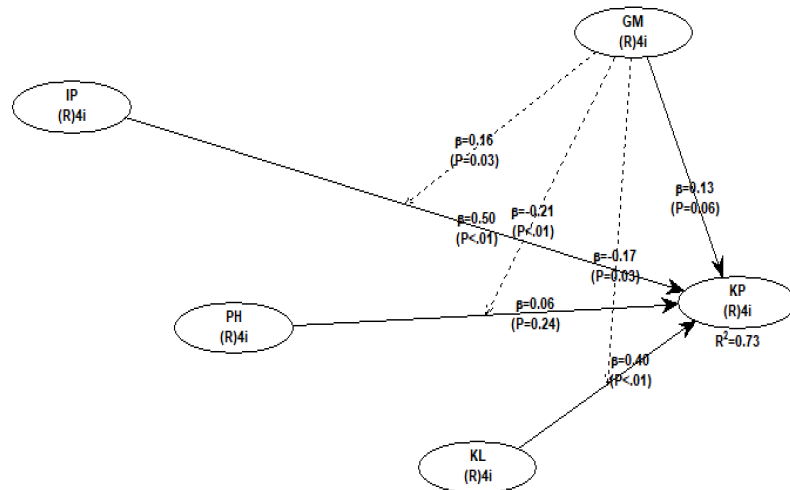 GM
(R)4i
IP
(R)4i
β=0.16
(P=0.03)
β=0.13
(P=0.06)
β=0.50
(P<.01)
β=-0.21
(P<.01)
β=-0.17
(P=0.03)
KP
(R)4i
R²=0.73
PH
(R)4i
β=0.06
(P=0.24)
β=0.40
(P<.01)
KL
(R)4i